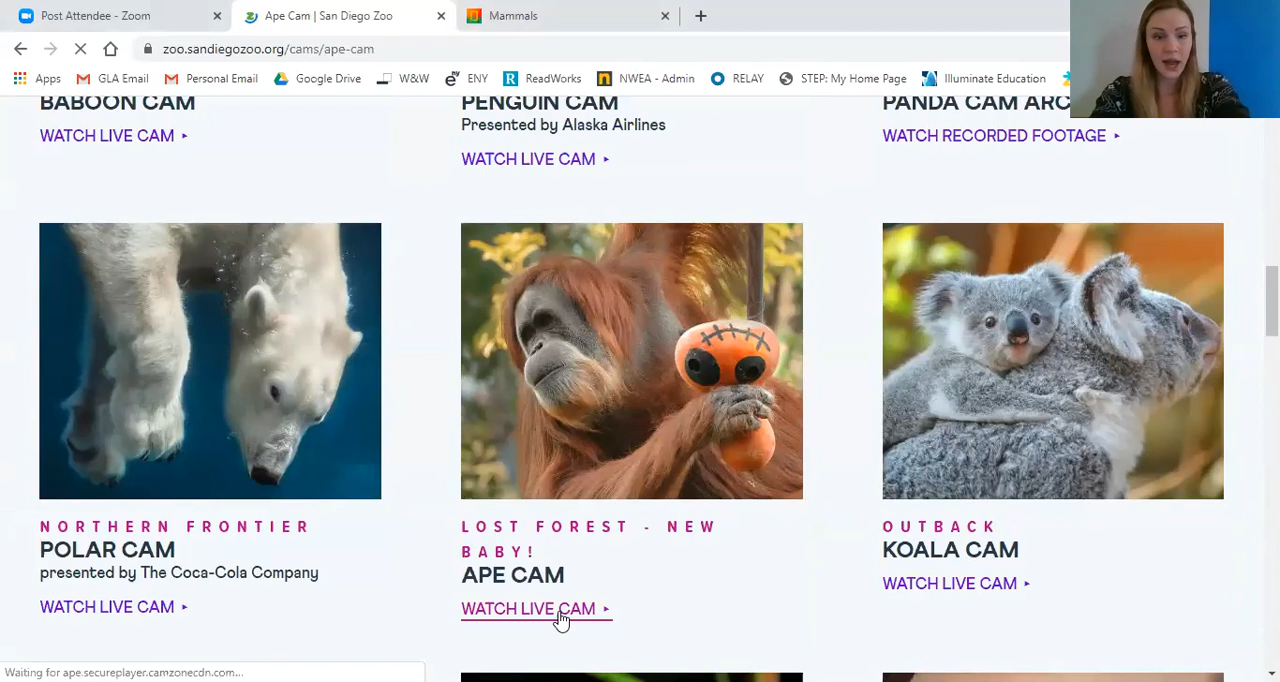 Post Attendee - Zoom
Ape Cam | San Diego Zoo
Mammals
zoo.sandiegozoo.org/cams/ape-cam
Apps GLA Email Personal Email Google Drive W&W ENY ReadWorks NWEA - Admin RELAY STEP: My Home Page Illuminate Education
BABOON CAM
WATCH LIVE CAM
PENGUIN CAM
Presented by Alaska Airlines
WATCH LIVE CAM
PANDA CAM ARC
WATCH RECORDED FOOTAGE
NORTHERN FRONTIER
POLAR CAM
presented by The Coca-Cola Company
WATCH LIVE CAM
LOST FOREST - NEW
BABY!
APE CAM
WATCH LIVE CAM
OUTBACK
KOALA CAM
WATCH LIVE CAM
Waiting for ape.secureplayer.camzonecdn.com...